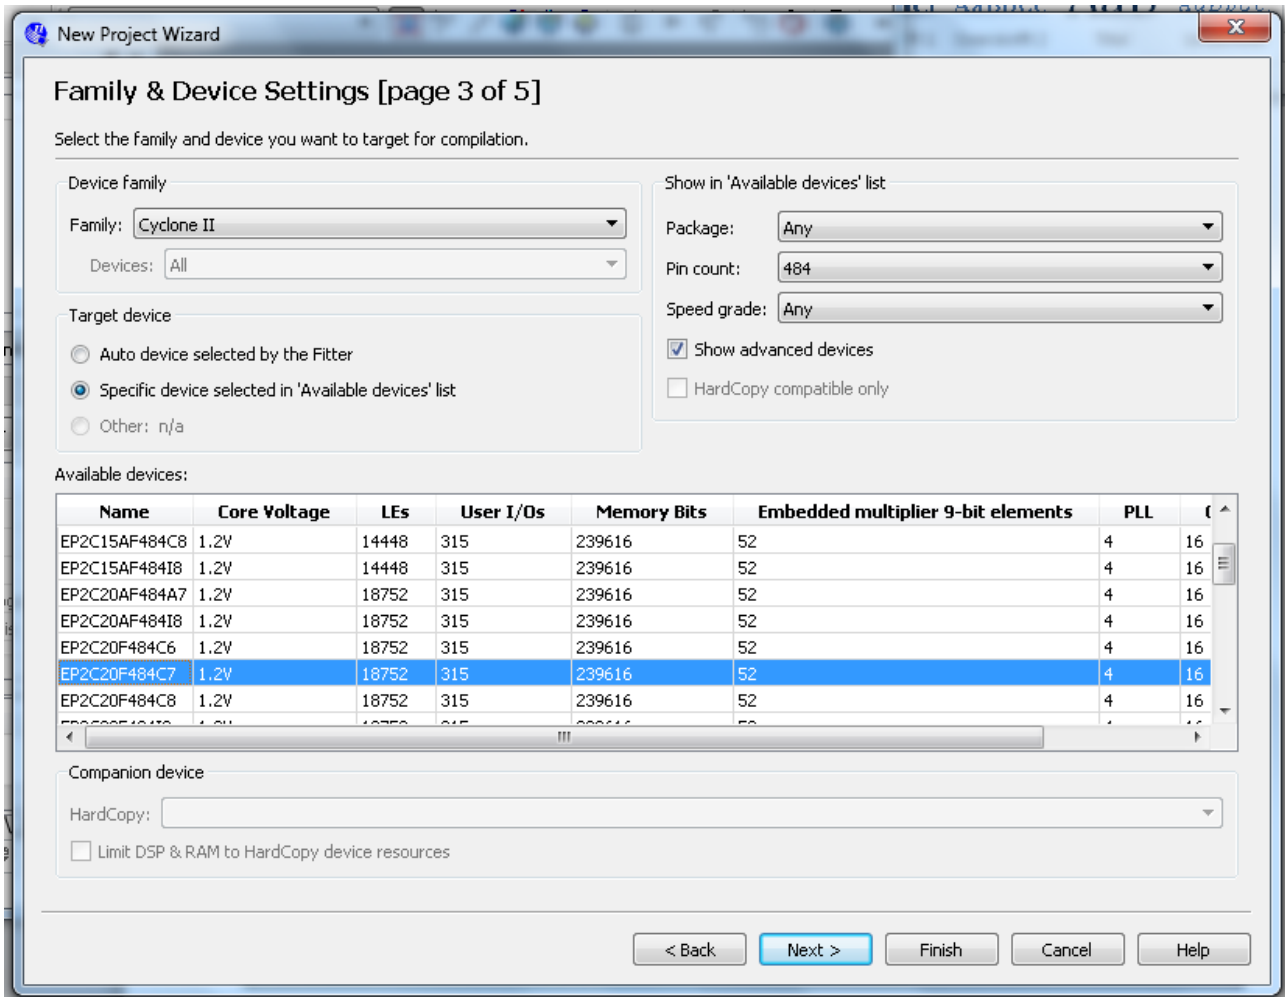 New Project Wizard
Family & Device Settings [page 3 of 5]
Select the family and device you want to target for compilation.
Device family
Family: Cyclone II
Devices: All
Target device
Auto device selected by the Fitter
Specific device selected in 'Available devices' list
Other: n/a
Show in 'Available devices' list
Package: Any
Pin count: 484
Speed grade: Any
Show advanced devices
HardCopy compatible only
Available devices:
Name Core Voltage LEs User I/Os Memory Bits Embedded multiplier 9-bit elements PLL
EP2C15AF484C8 1.2V 14448 315 239616 52 4 16
EP2C15AF484I8 1.2V 14448 315 239616 52 4 16
EP2C20AF484A7 1.2V 18752 315 239616 52 4 16
EP2C20AF484I8 1.2V 18752 315 239616 52 4 16
EP2C20F484C6 1.2V 18752 315 239616 52 4 16
EP2C20F484C7 1.2V 18752 315 239616 52 4 16
EP2C20F484C8 1.2V 18752 315 239616 52 4 16
Companion device
HardCopy:
Limit DSP & RAM to HardCopy device resources
< Back Next > Finish Cancel Help